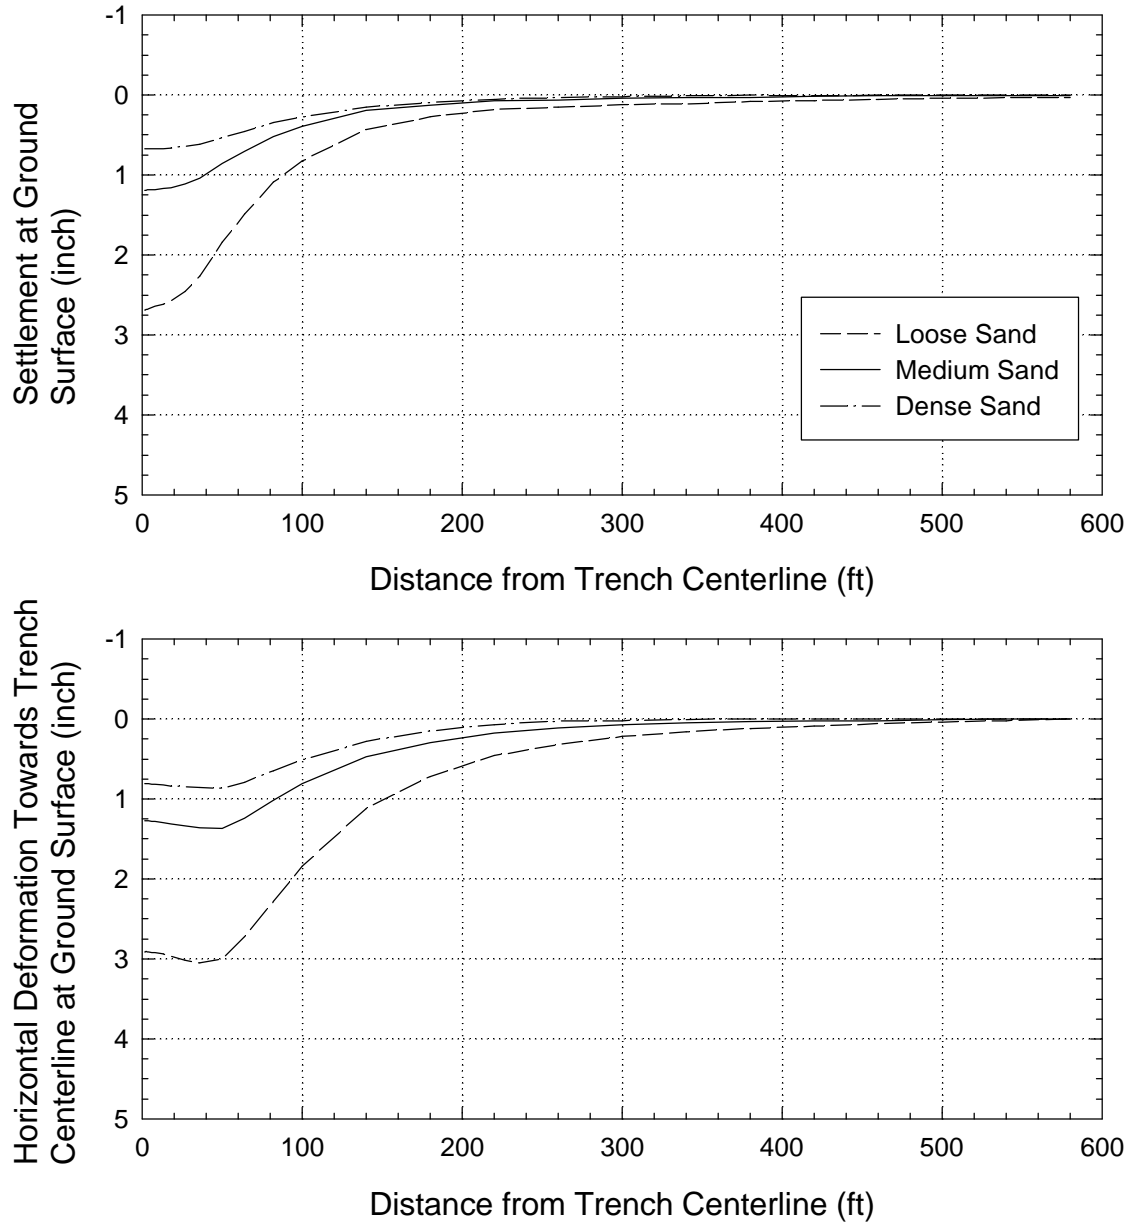 -1
0
1
2
3
4
5
Settlement at Ground
Surface (inch)
Loose Sand
Medium Sand
Dense Sand
0 100 200 300 400 500 600
Distance from Trench Centerline (ft)
-1
0
1
2
3
4
5
Horizontal Deformation Towards Trench
Centerline at Ground Surface (inch)
0 100 200 300 400 500 600
Distance from Trench Centerline (ft)